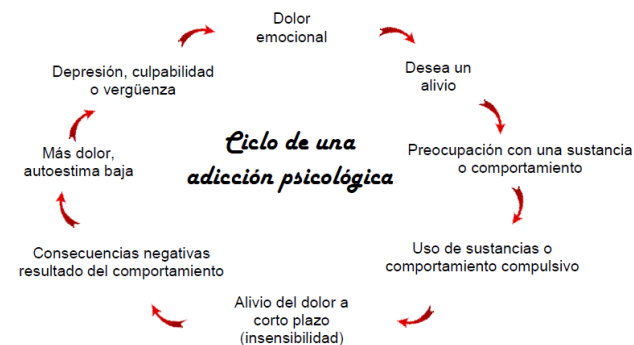 Dolor
emocional
Desea un
alivio
Preocupación con una sustancia
o comportamiento
Uso de sustancias o
comportamiento compulsivo
Alivio del dolor a
corto plazo
(insensibilidad)
Consecuencias negativas
resultado del comportamiento
Más dolor,
autoestima baja
Depresión, culpabilidad
o vergüenza
Ciclo de una
adicción psicológica